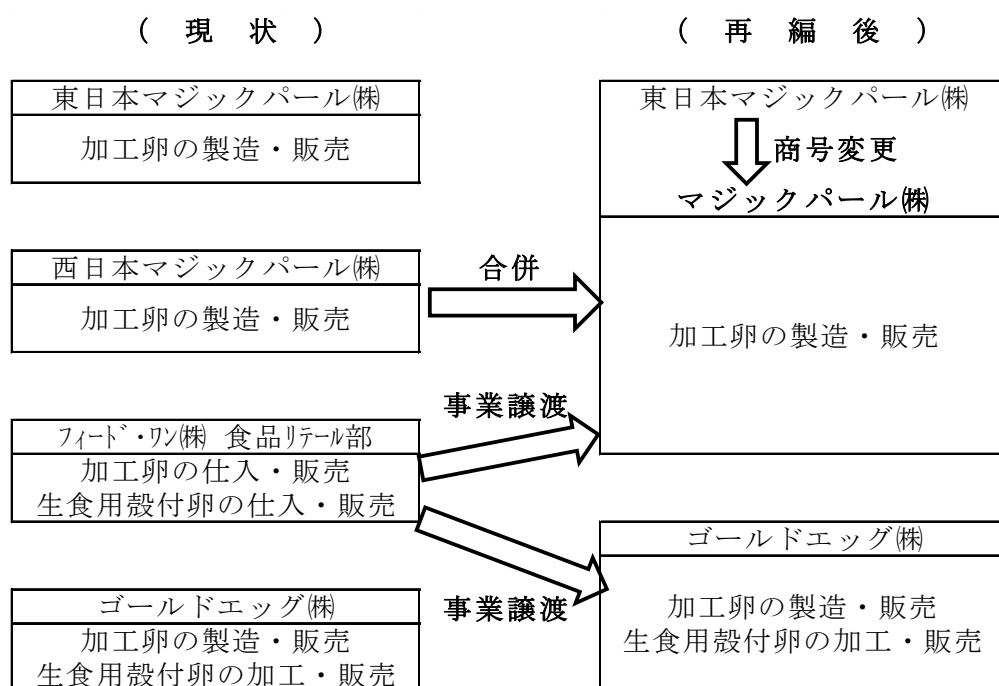 (現状)
(再編後)
東日本マジックパール㈱
加工卵の製造・販売
東日本マジックパール㈱
商号変更
マジックパール㈱
西日本マジックパール㈱
加工卵の製造・販売
合併
加工卵の製造・販売
事業譲渡
フィード・ワン㈱ 食品リテール部
加工卵の仕入・販売
生食用殻付卵の仕入・販売
ゴールドエッグ㈱
加工卵の製造・販売
生食用殻付卵の加工・販売
事業譲渡
ゴールドエッグ㈱
加工卵の製造・販売
生食用殻付卵の加工・販売